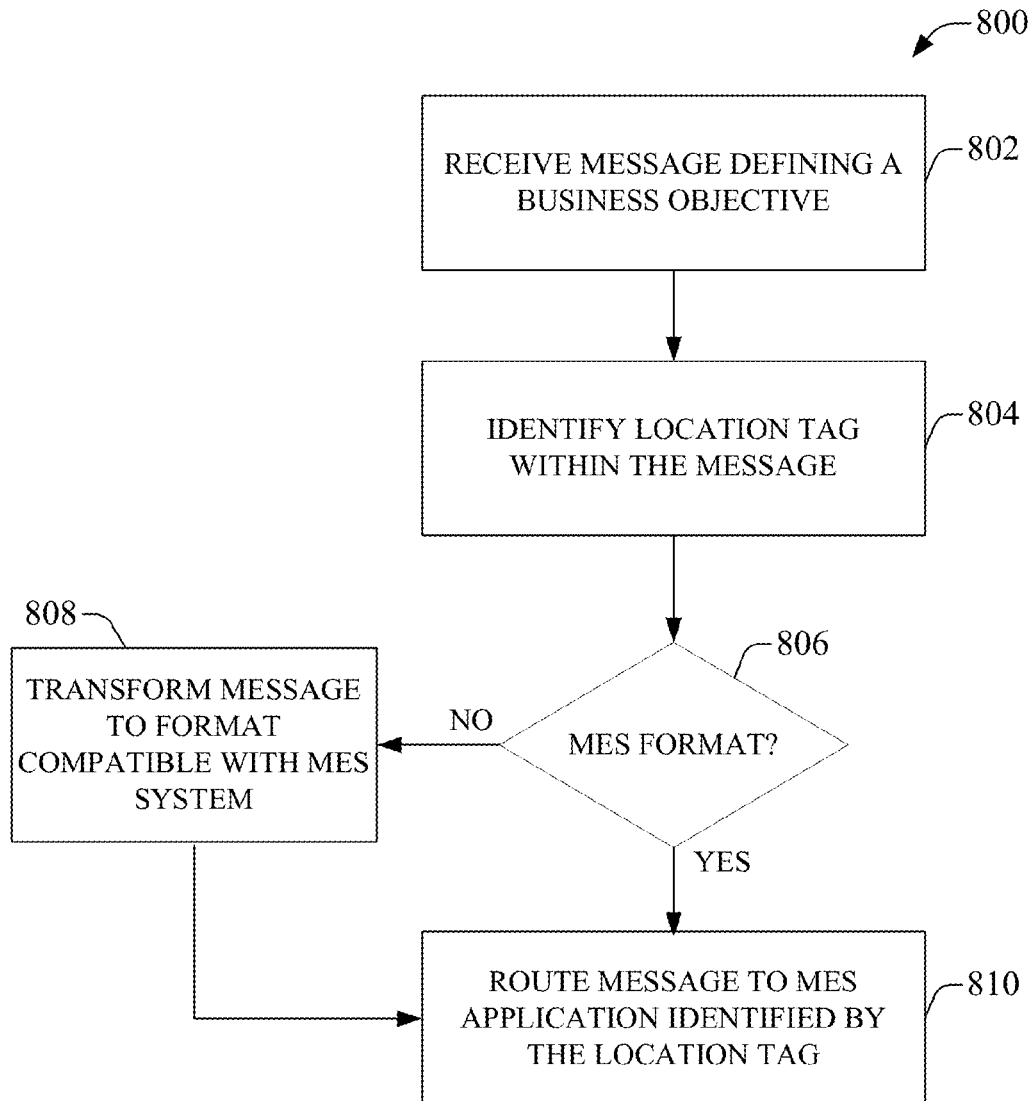 800
RECEIVE MESSAGE DEFINING A
BUSINESS OBJECTIVE
802
IDENTIFY LOCATION TAG
WITHIN THE MESSAGE
804
806
MES FORMAT?
NO
YES
808
TRANSFORM MESSAGE
TO FORMAT
COMPATIBLE WITH MES
SYSTEM
ROUTE MESSAGE TO MES
APPLICATION IDENTIFIED BY
THE LOCATION TAG
810